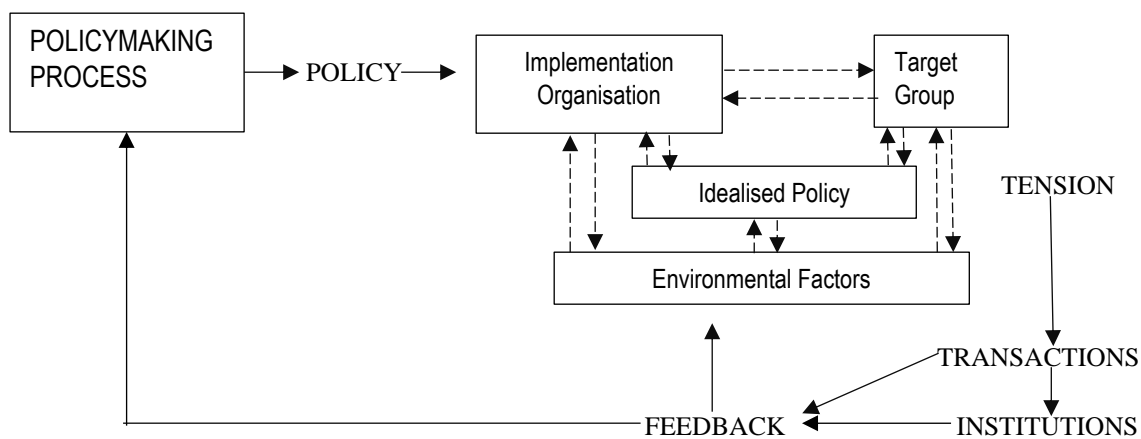 POLICYMAKING
PROCESS
POLICY
Implementation
Organisation
Target
Group
Idealised Policy
TENSION
Environmental Factors
TRANSACTIONS
FEEDBACK
INSTITUTIONS